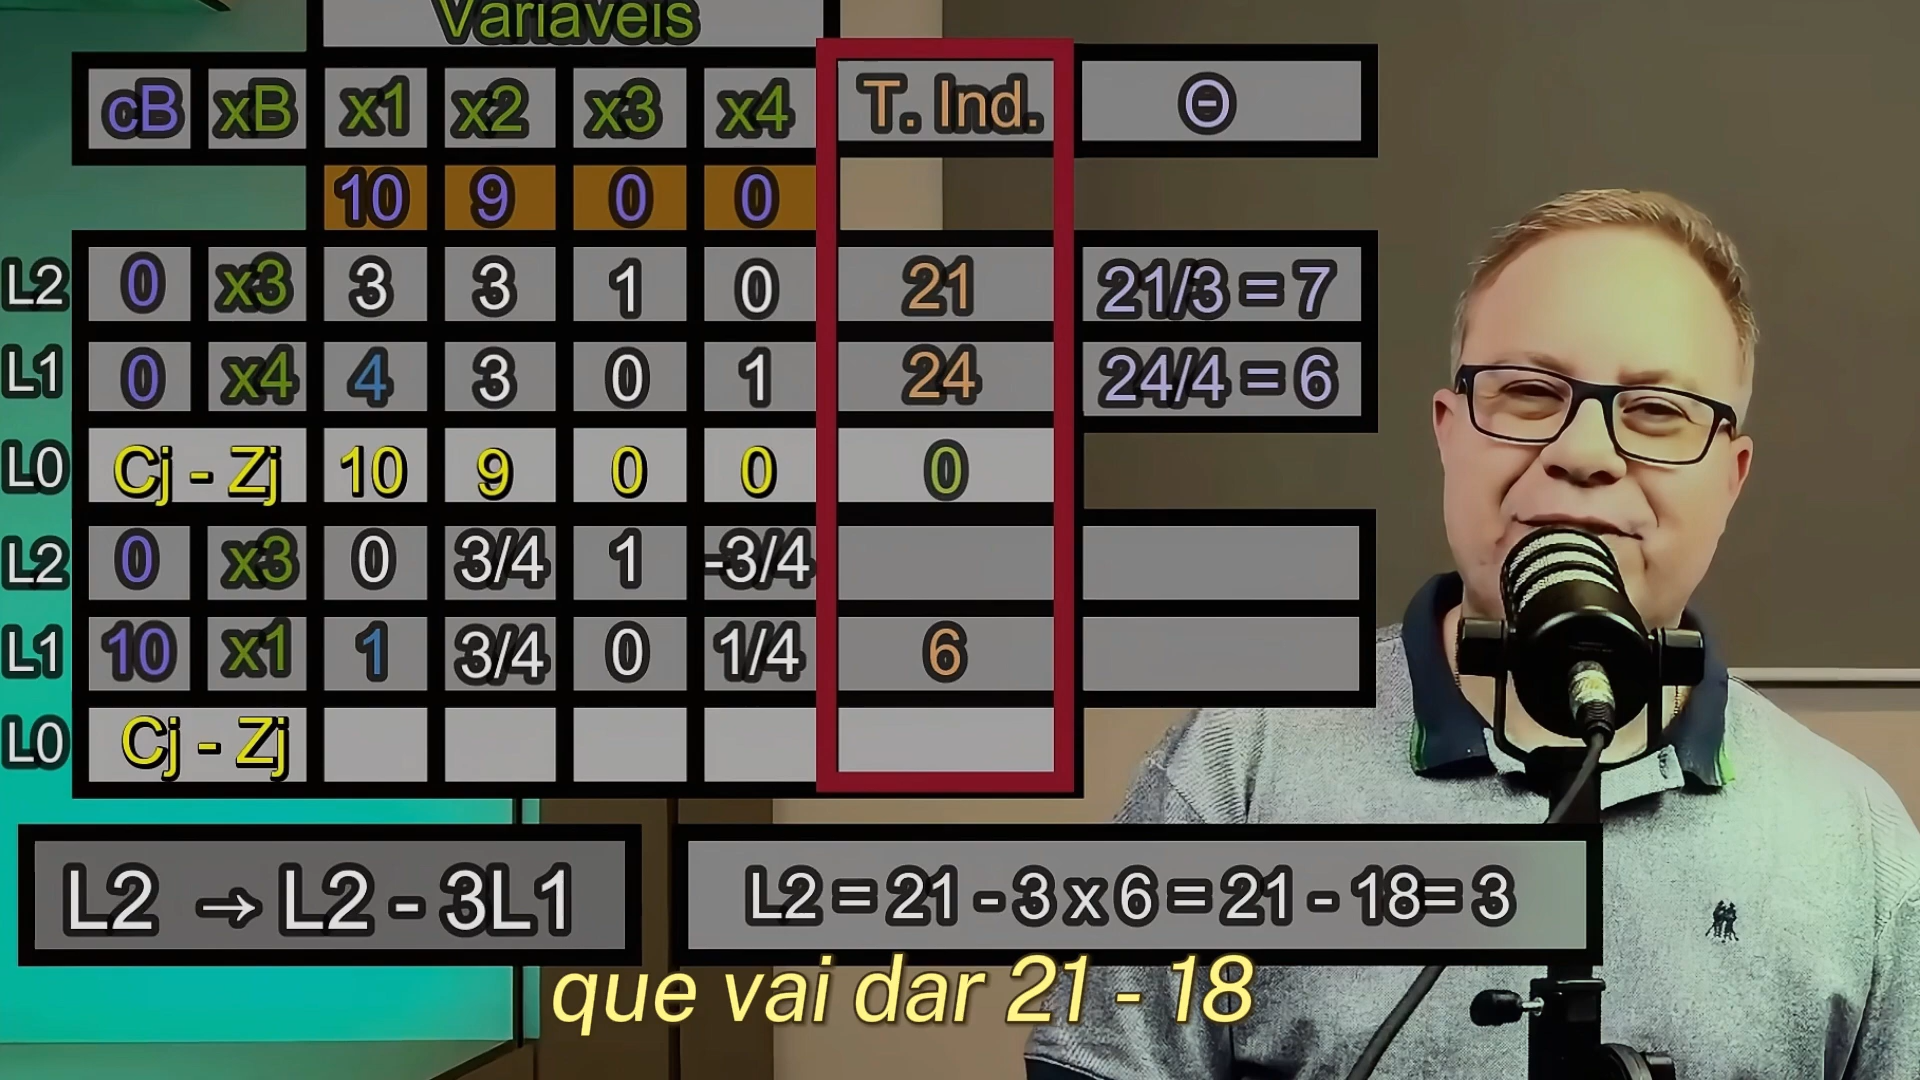 Variáveis
cB xB x1 x2 x3 x4 T. Ind. Θ
10 9 0 0
L2 0 x3 3 3 1 0 21 21/3 = 7
L1 0 x4 4 3 0 1 24 24/4 = 6
L0 Cj - Zj 10 9 0 0 0
L2 0 x3 0 3/4 1 -3/4
L1 10 x1 1 3/4 0 1/4 6
L0 Cj - Zj
L2 → L2 - 3L1
L2 = 21 - 3 x 6 = 21 - 18= 3
que vai dar 21 - 18